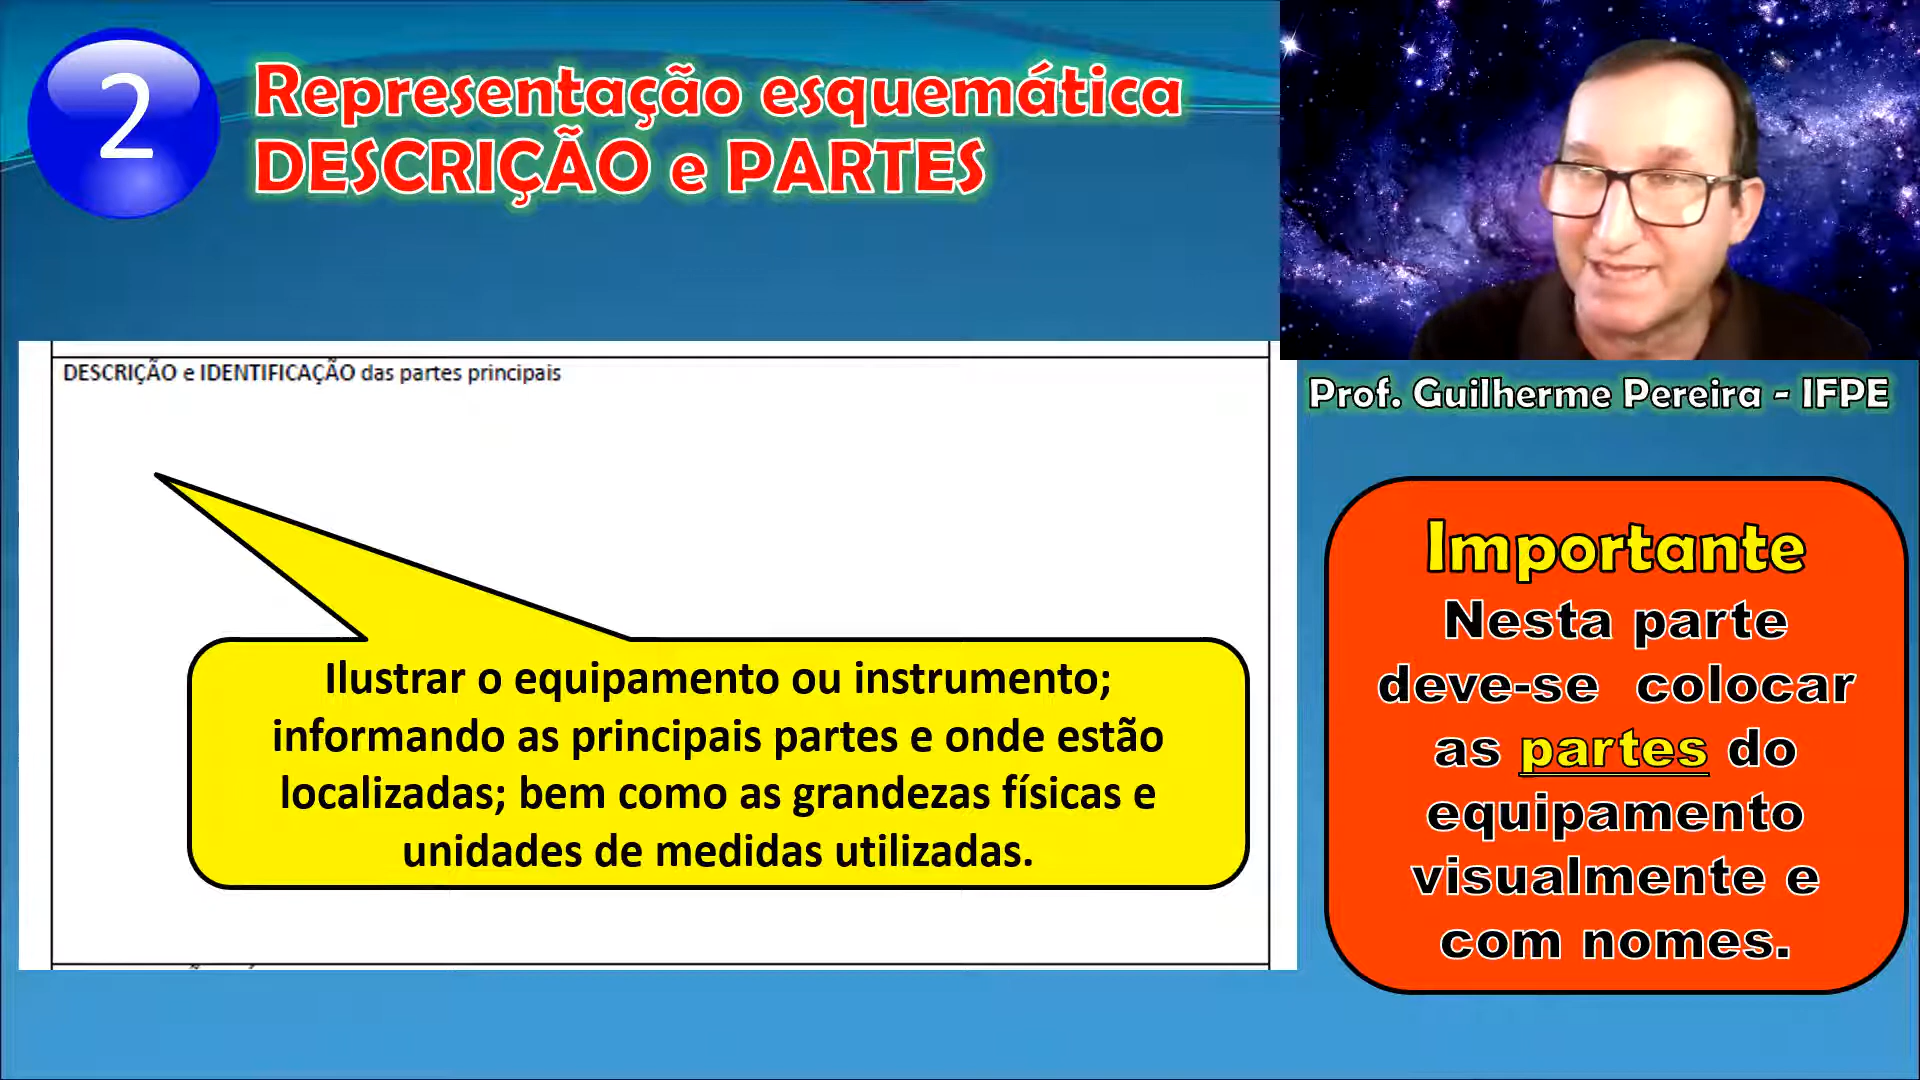 2
Representação esquemática
DESCRIÇÃO e PARTES
DESCRIÇÃO e IDENTIFICAÇÃO das partes principais
Ilustrar o equipamento ou instrumento;
informando as principais partes e onde estão
localizadas; bem como as grandezas físicas e
unidades de medidas utilizadas.
Prof. Guilherme Pereira - IFPE
Importante
Nesta parte
deve-se colocar
as partes do
equipamento
visualmente e
com nomes.